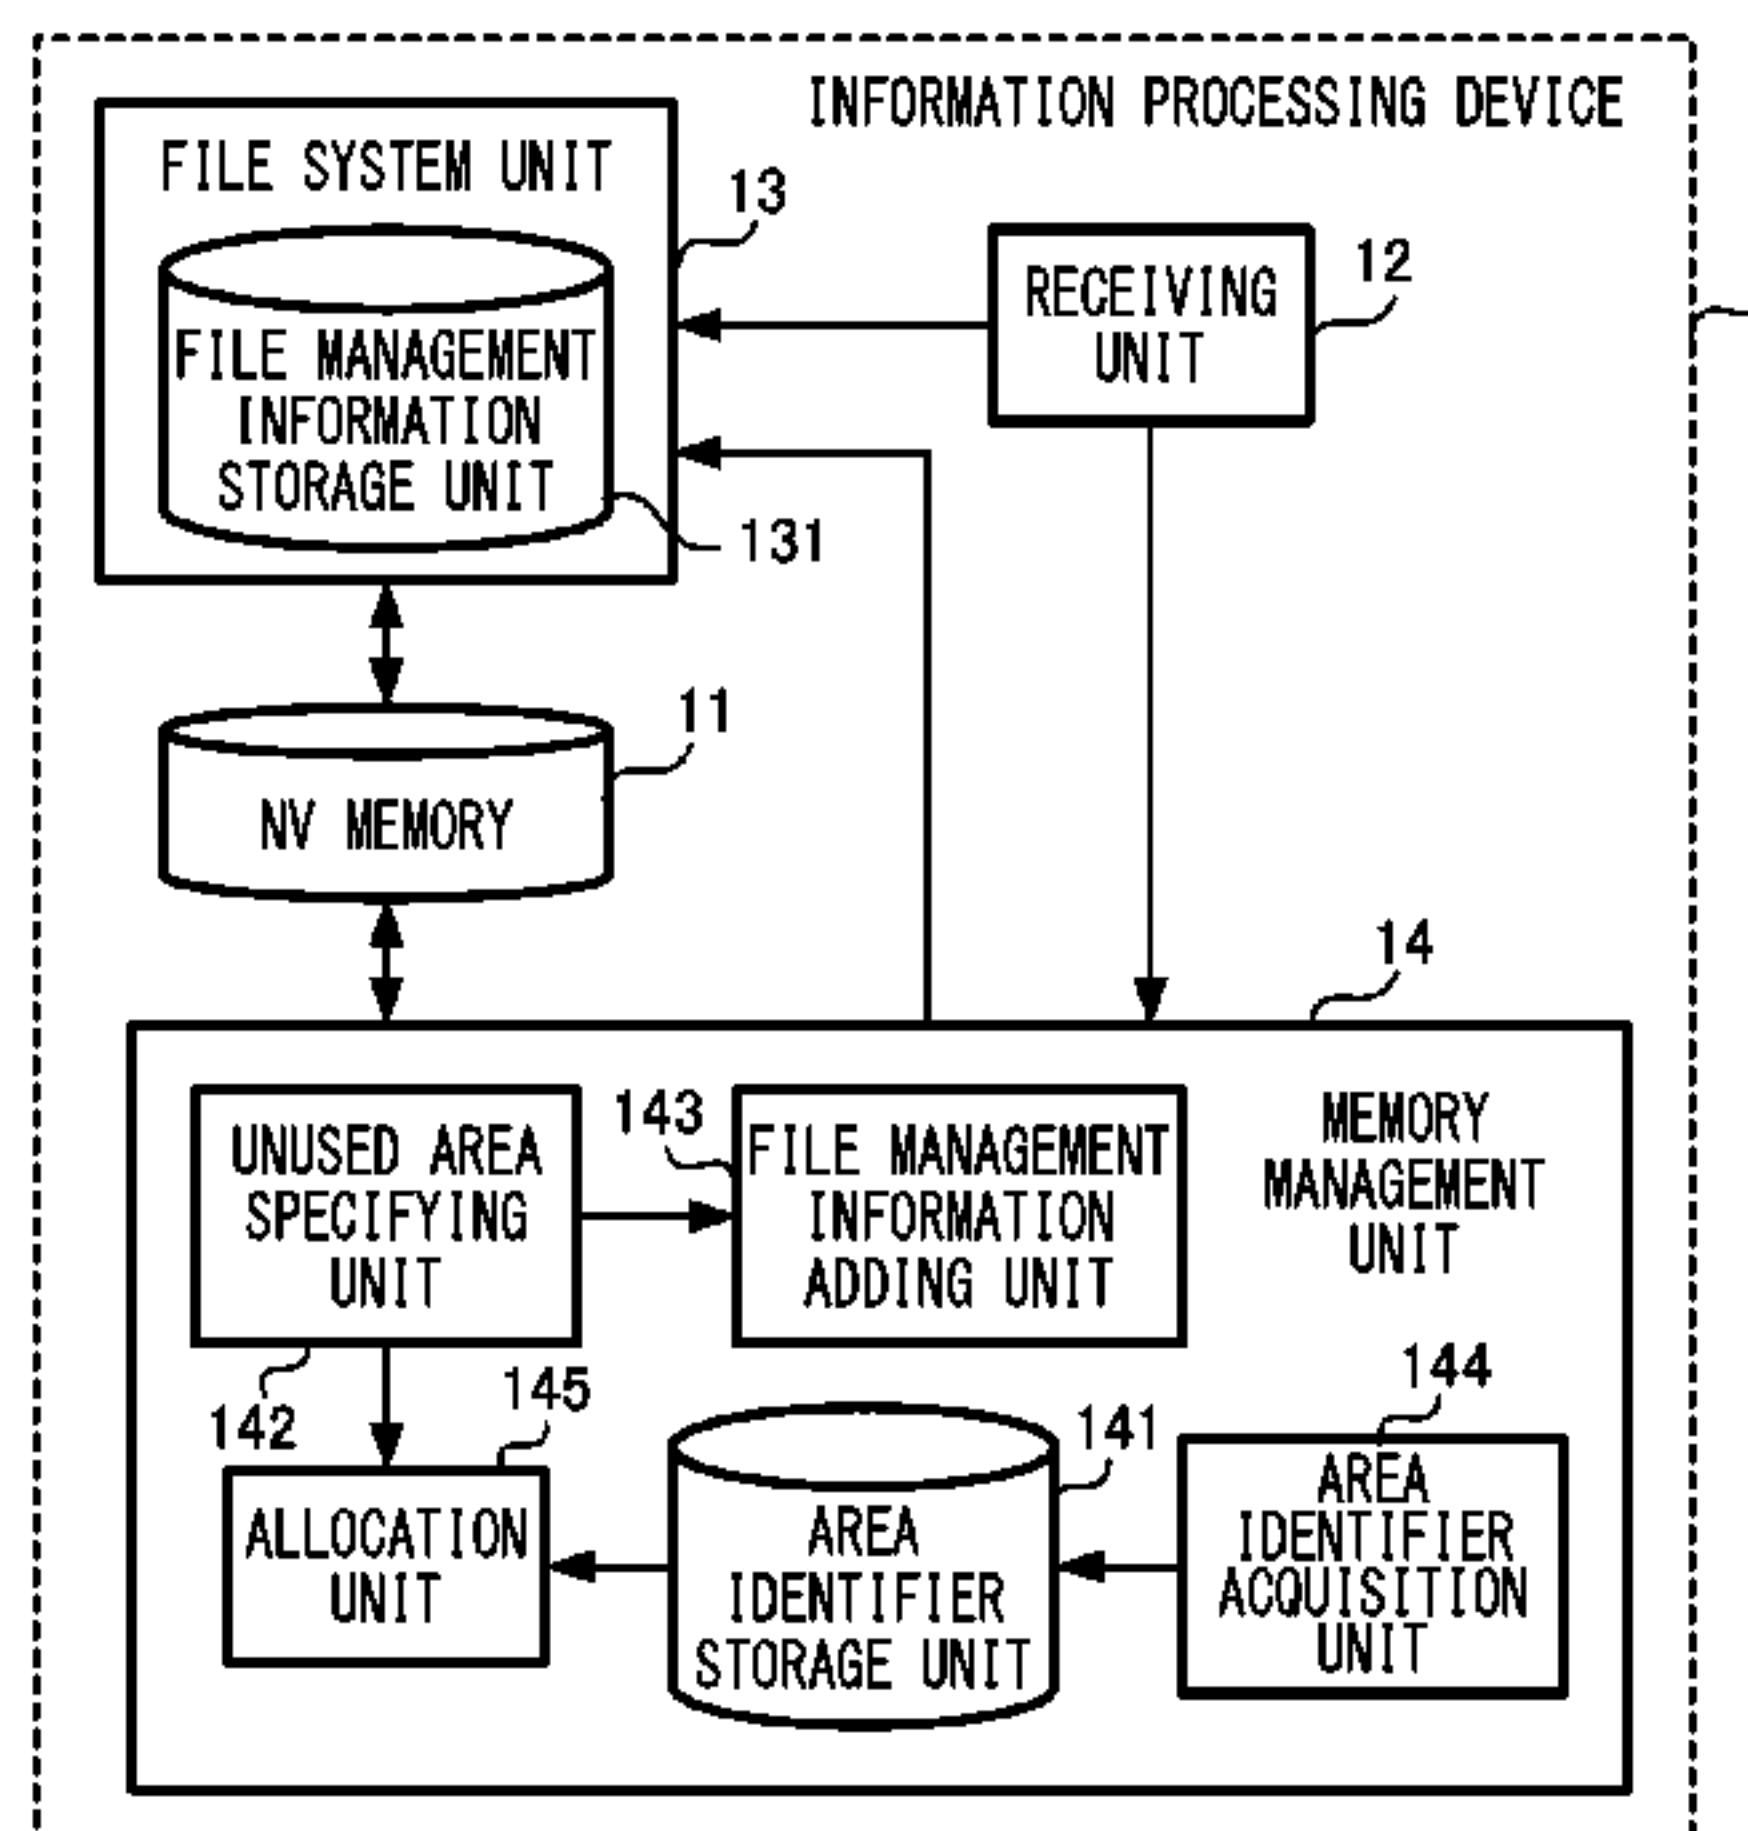 INFORMATION PROCESSING DEVICE
FILE SYSTEM UNIT
13
FILE MANAGEMENT
INFORMATION
STORAGE UNIT
131
RECEIVING
UNIT
12
11
NV MEMORY
14
MEMORY
MANAGEMENT
UNIT
UNUSED AREA
SPECIFYING
UNIT
142
143
FILE MANAGEMENT
INFORMATION
ADDING UNIT
145
ALLOCATION
UNIT
141
AREA
IDENTIFIER
STORAGE UNIT
144
AREA
IDENTIFIER
ACQUISITION
UNIT